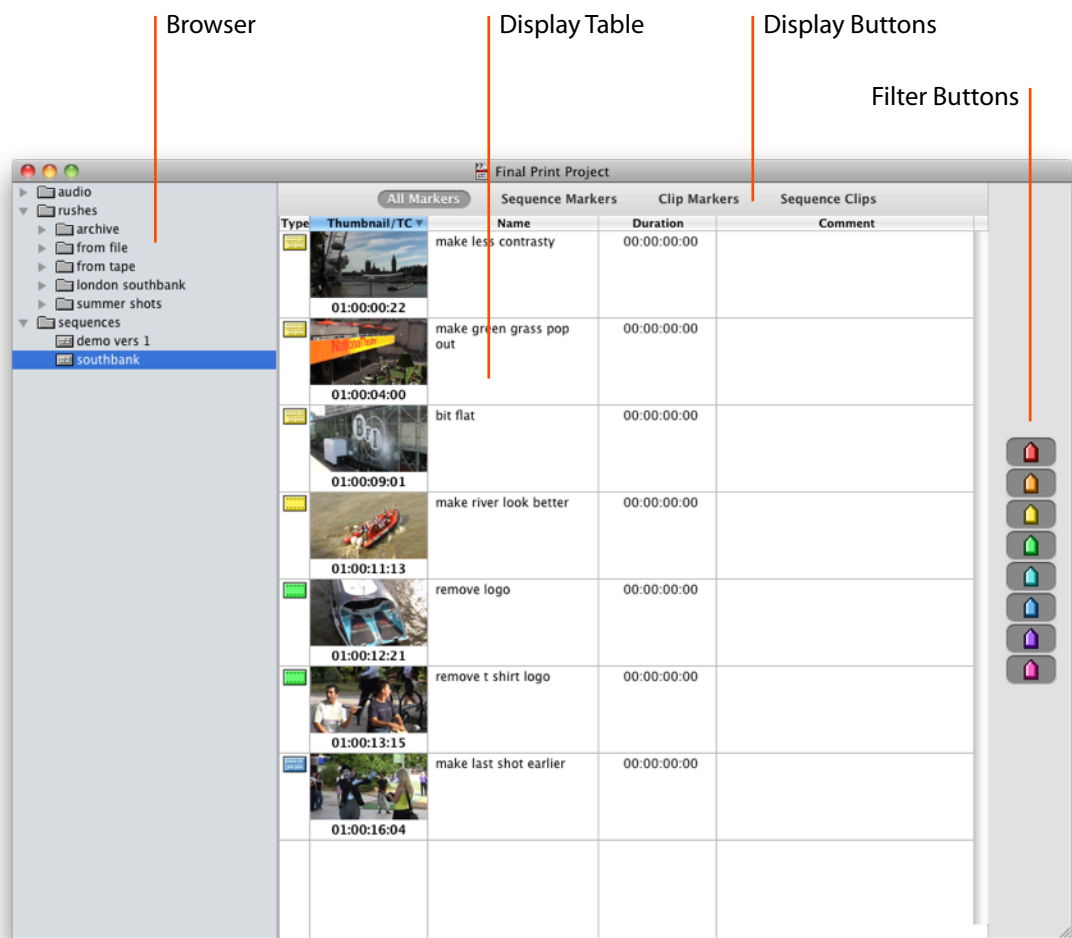 Browser
Display Table
Display Buttons
Filter Buttons
Final Print Project
audio
rushes
archive
from file
from tape
london southbank
summer shots
sequences
demo vers 1
southbank
All Markers Sequence Markers Clip Markers Sequence Clips
Type Thumbnail/TC Name Duration Comment
make less contrasty 00:00:00:00
01:00:00:22
make green grass pop 00:00:00:00
out
National Theatre
01:00:04:00
bit flat 00:00:00:00
BFI
01:00:09:01
make river look better 00:00:00:00
01:00:11:13
remove logo 00:00:00:00
01:00:12:21
remove t shirt logo 00:00:00:00
01:00:13:15
make last shot earlier 00:00:00:00
01:00:16:04